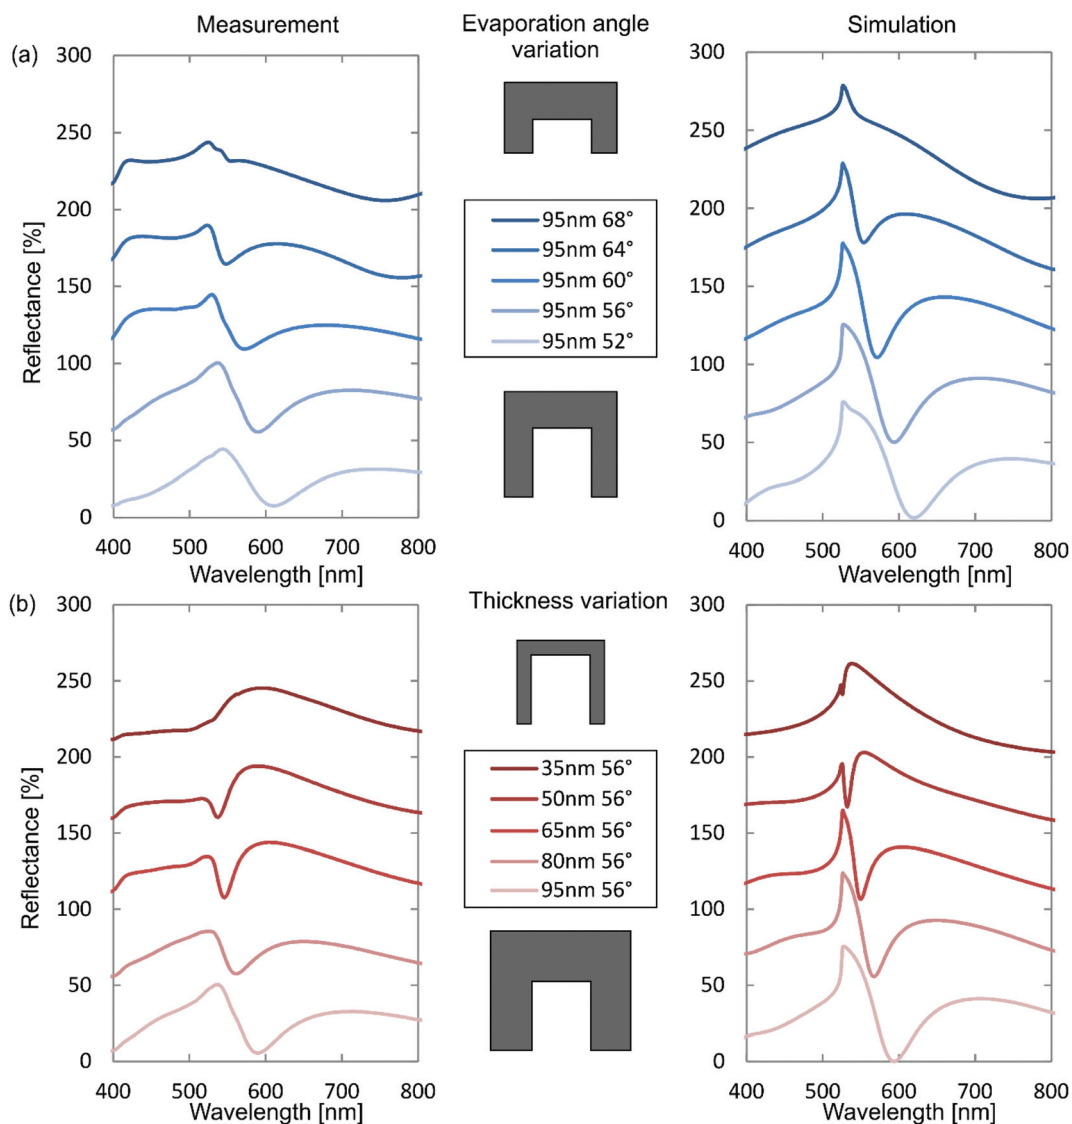 Measurement
Evaporation angle
variation
Simulation
(a)
300
250
200
150
100
50
0
Reflectance [%]
400 500 600 700 800
Wavelength [nm]
95nm 68°
95nm 64°
95nm 60°
95nm 56°
95nm 52°
300
250
200
150
100
50
0
400 500 600 700 800
Wavelength [nm]
(b)
Thickness variation
300
250
200
150
100
50
0
Reflectance [%]
400 500 600 700 800
Wavelength [nm]
35nm 56°
50nm 56°
65nm 56°
80nm 56°
95nm 56°
300
250
200
150
100
50
0
400 500 600 700 800
Wavelength [nm]